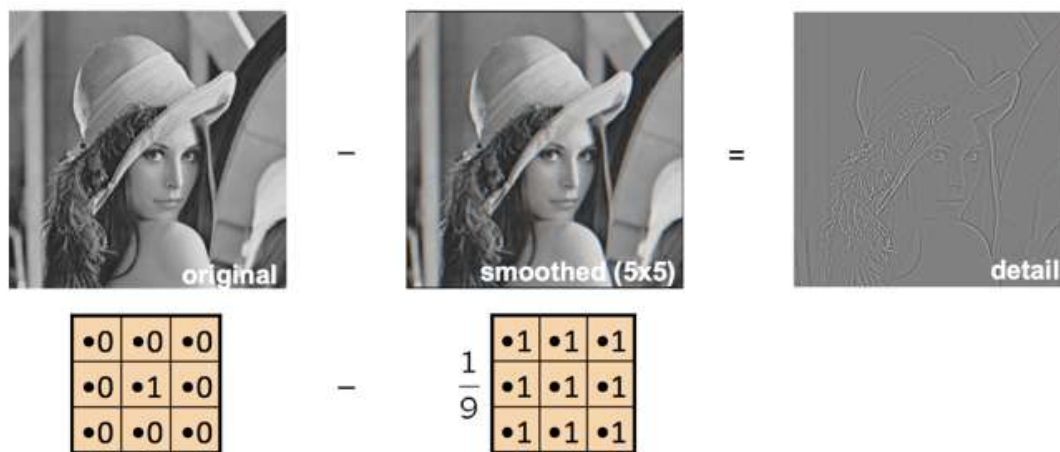 original
–
smoothed (5x5)
=
detail
•0 •0 •0
•0 •1 •0
•0 •0 •0
–
1
9
•1 •1 •1
•1 •1 •1
•1 •1 •1